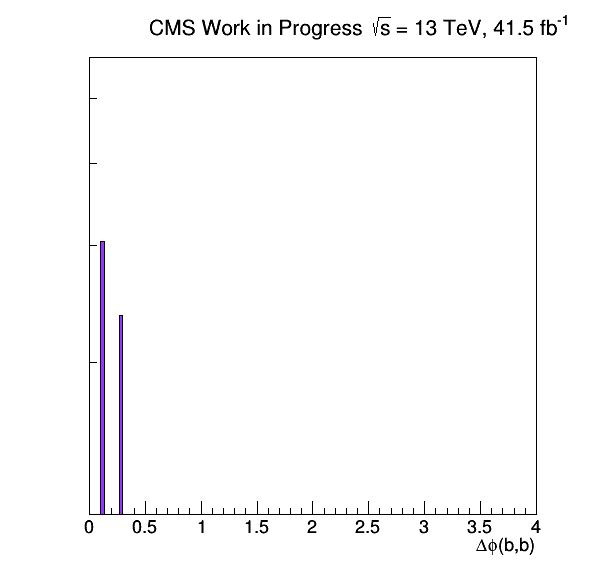 CMS Work in Progress √s = 13 TeV, 41.5 fb⁻¹
0 0.5 1 1.5 2 2.5 3 3.5 4
Δϕ(b,b)